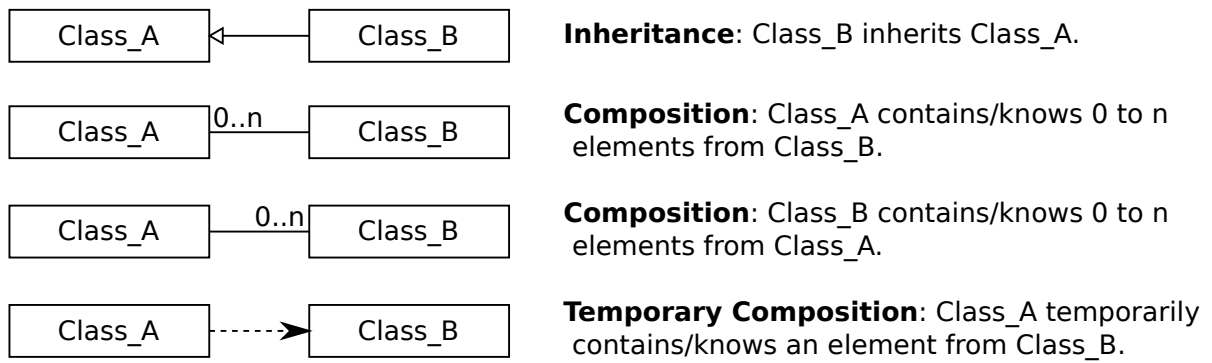 Class_A
Class_B
Inheritance: Class_B inherits Class_A.
Class_A
0..n
Class_B
Composition: Class_A contains/knows 0 to n
elements from Class_B.
Class_A
0..n
Class_B
Composition: Class_B contains/knows 0 to n
elements from Class_A.
Class_A
Class_B
Temporary Composition: Class_A temporarily
contains/knows an element from Class_B.